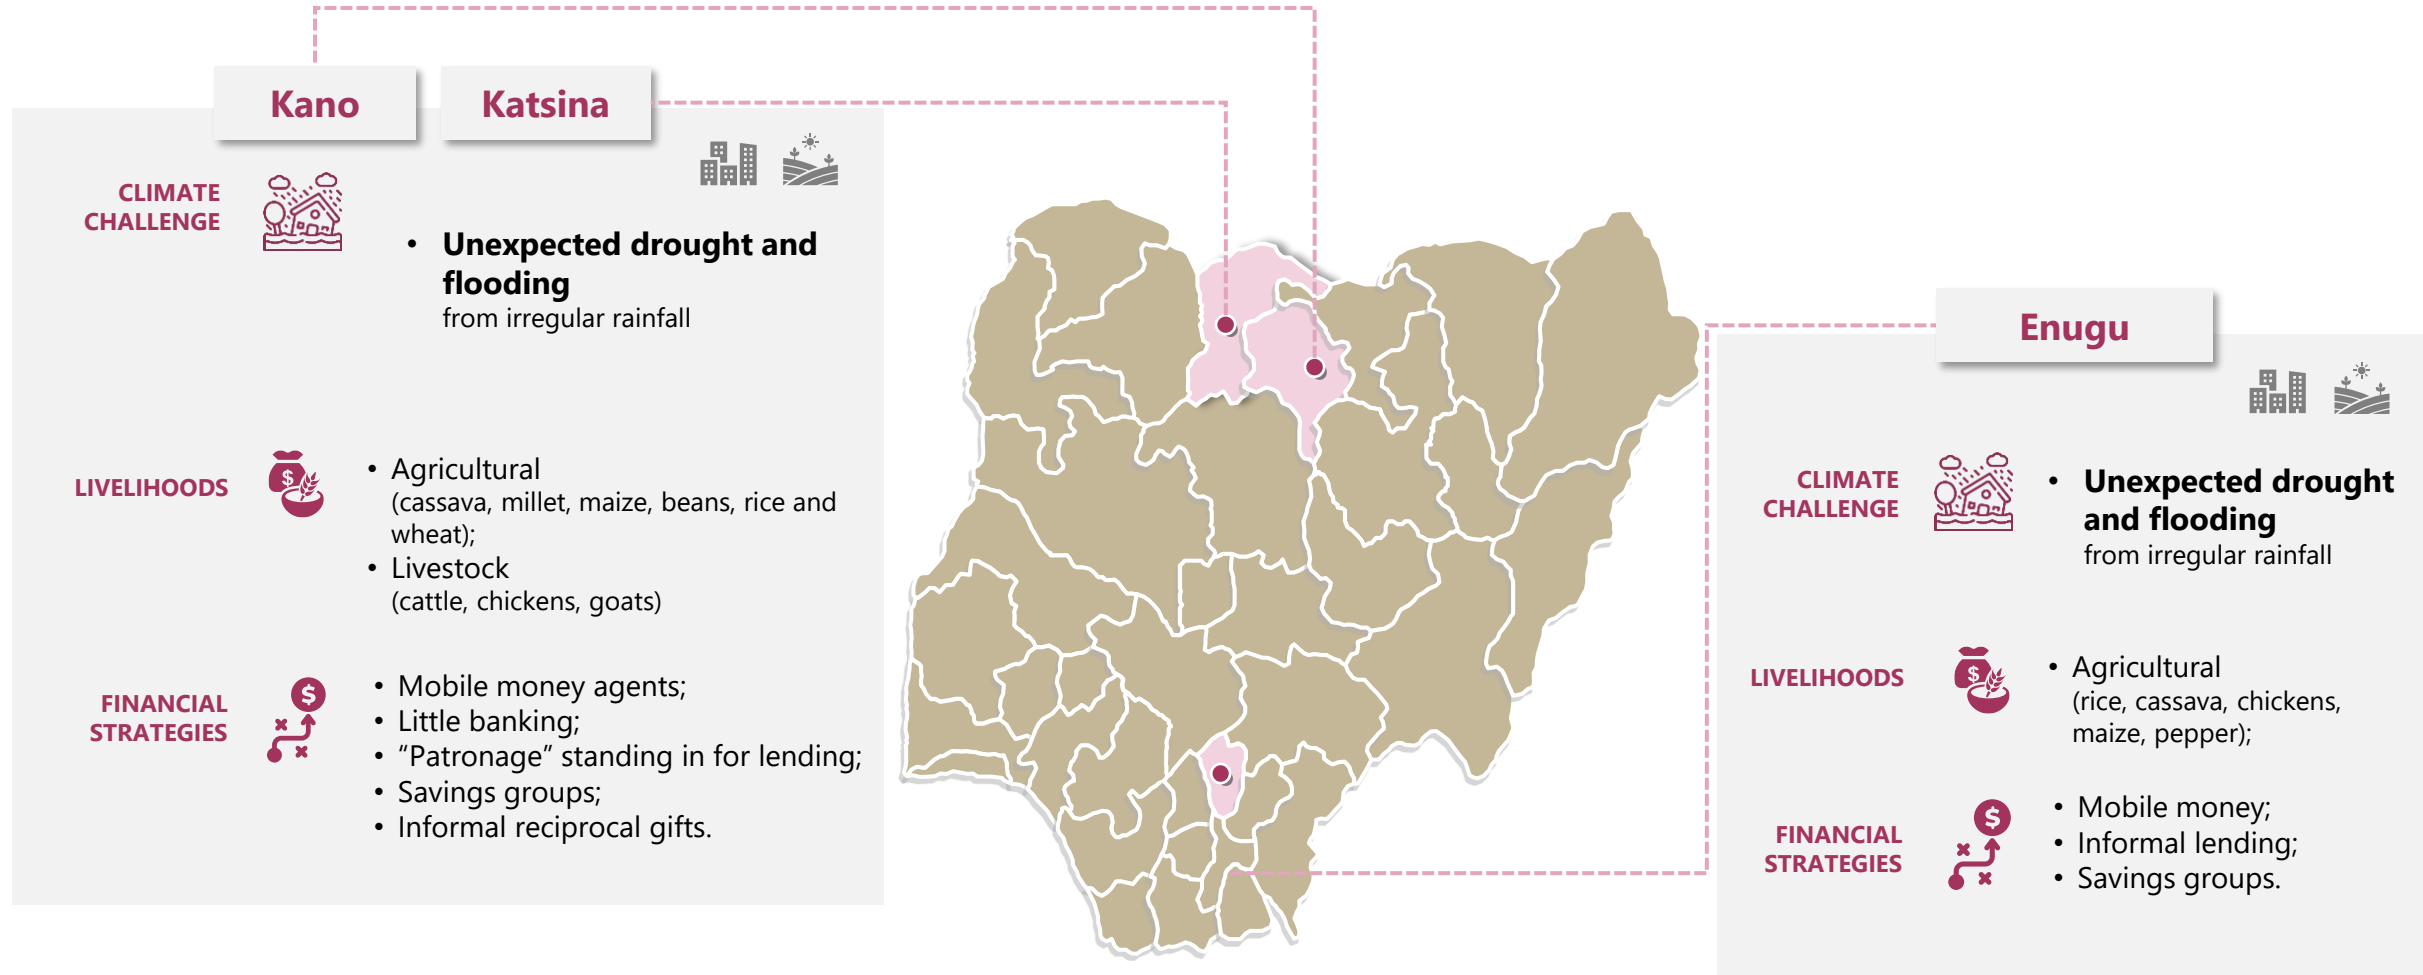 Kano
Katsina
CLIMATE
CHALLENGE
• Unexpected drought and
flooding
from irregular rainfall
LIVELIHOODS
• Agricultural
(cassava, millet, maize, beans, rice and
wheat);
• Livestock
(cattle, chickens, goats)
FINANCIAL
STRATEGIES
• Mobile money agents;
• Little banking;
• “Patronage” standing in for lending;
• Savings groups;
• Informal reciprocal gifts.
Enugu
CLIMATE
CHALLENGE
• Unexpected drought
and flooding
from irregular rainfall
LIVELIHOODS
• Agricultural
(rice, cassava, chickens,
maize, pepper);
FINANCIAL
STRATEGIES
• Mobile money;
• Informal lending;
• Savings groups.